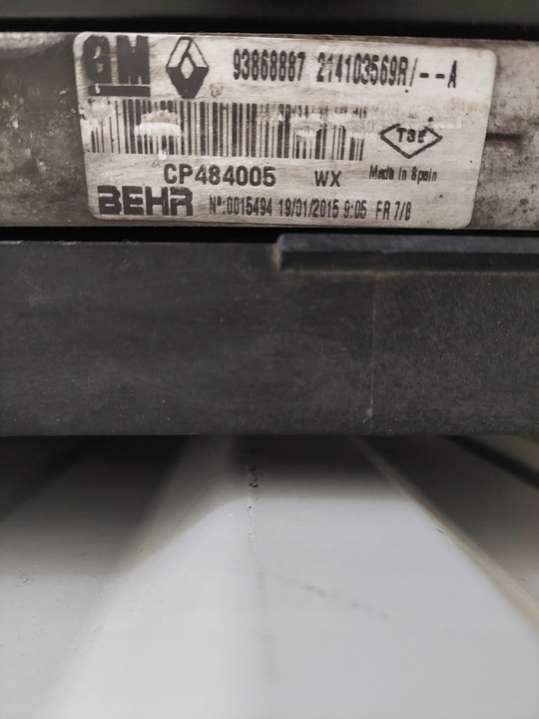 GM 93868887 214103569R/--A
TSE
CP484005 WX Made in Spain
BEHR Nº:0015494 19/01/2015 9:05 FR 7/8